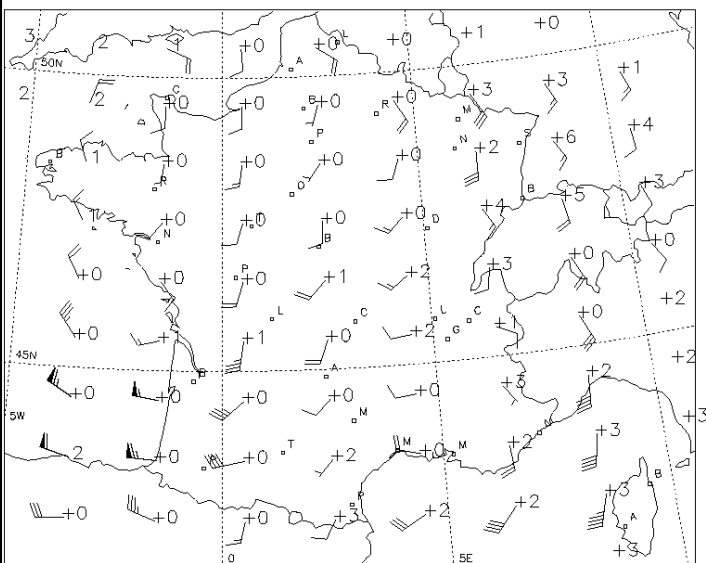 3 2 +0 +0 L +0 +1 +0
50N A +1
2 2 C +0 +0 B +0 R +0 +3 +3
M +4
B 1 +0 P N +2 S +6
R +0 +0 +0
O B +5 +3
1 +0 T +0 +0 D +4
N B +0
+0 +0 P +0 +1 +2 +3 +0
+2
+0 L C L C +0
+1 +0 +2 G +1
45N +2
A +2
+0 +0 +0 +0 +3
5W M N +3
2 +0 +0 T +2 M +0 M +2 +3
P B
+0 +0 +0 +3 +2 +2 +3
A
0 5E +3